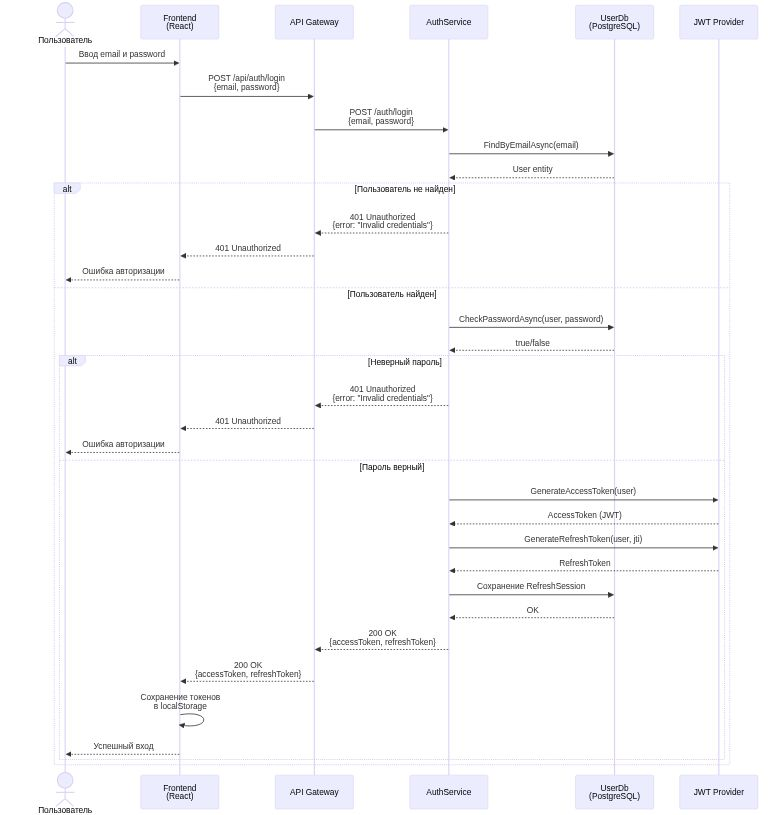 Frontend
(React)
API Gateway
AuthService
UserDb
(PostgreSQL)
JWT Provider
Пользователь
Ввод email и password
POST /api/auth/login
{email, password}
POST /auth/login
{email, password}
FindByEmailAsync(email)
User entity
alt
[Пользователь не найден]
401 Unauthorized
{error: "Invalid credentials"}
401 Unauthorized
Ошибка авторизации
[Пользователь найден]
CheckPasswordAsync(user, password)
true/false
alt
[Неверный пароль]
401 Unauthorized
{error: "Invalid credentials"}
401 Unauthorized
Ошибка авторизации
[Пароль верный]
GenerateAccessToken(user)
AccessToken (JWT)
GenerateRefreshToken(user, jti)
RefreshToken
Сохранение RefreshSession
OK
200 OK
{accessToken, refreshToken}
200 OK
{accessToken, refreshToken}
Сохранение токенов
в localStorage
Успешный вход
Frontend
(React)
API Gateway
AuthService
UserDb
(PostgreSQL)
JWT Provider
Пользователь